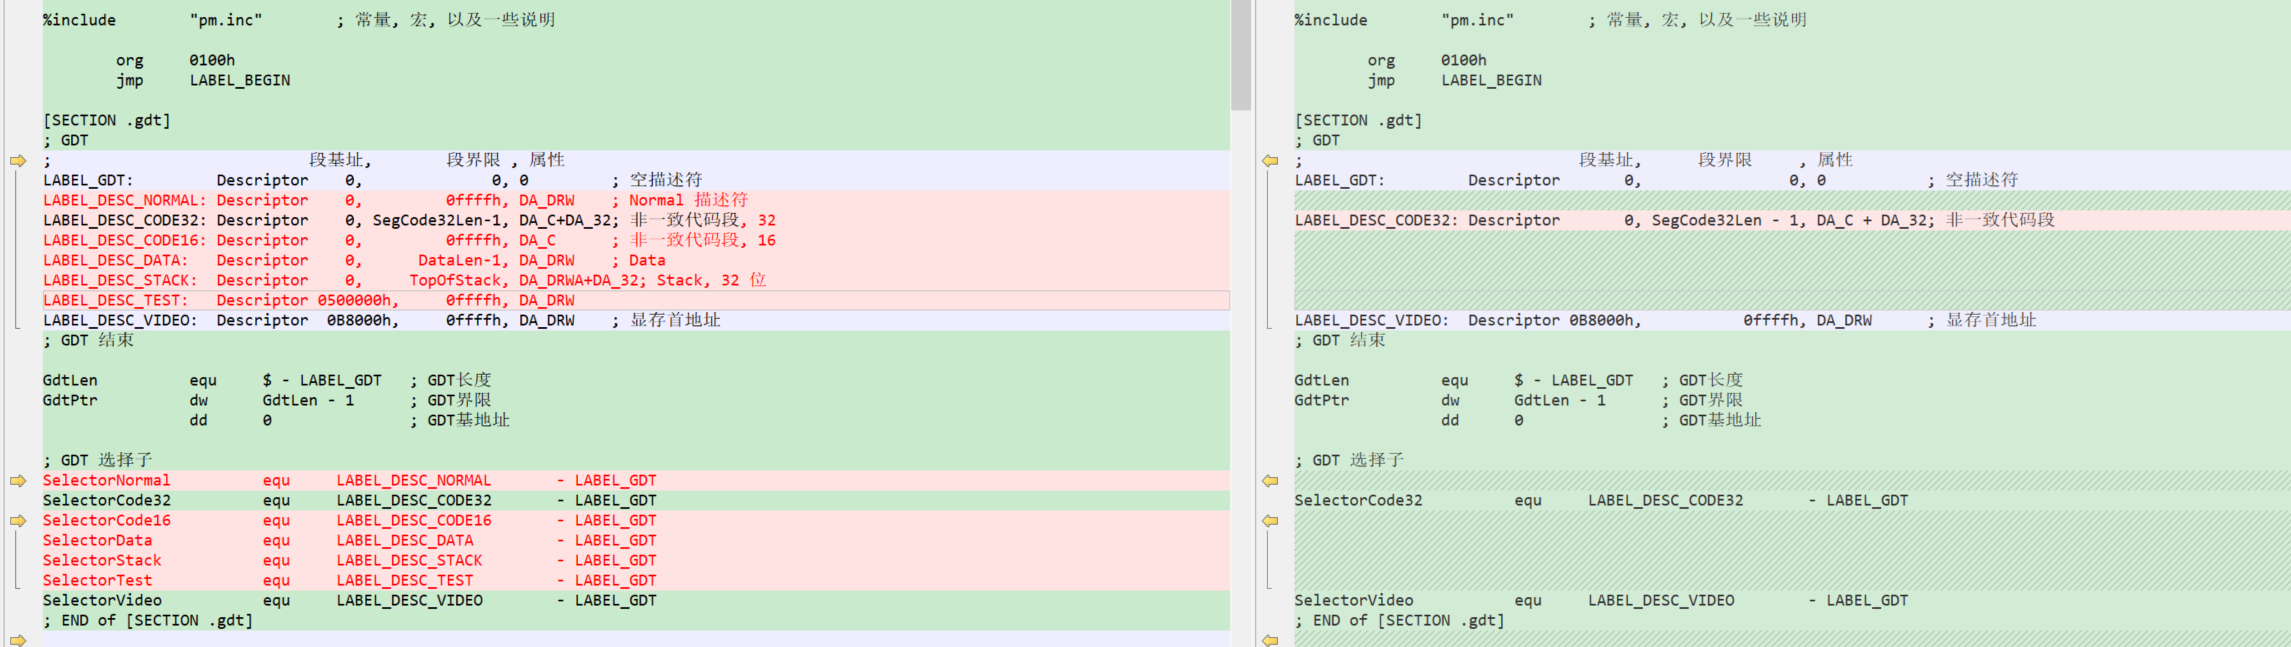 %include "pm.inc" ; 常量, 宏, 以及一些说明
org 0100h
jmp LABEL_BEGIN
[SECTION .gdt]
; GDT
; 段基址, 段界限 , 属性
LABEL_GDT: Descriptor 0, 0, 0 ; 空描述符
LABEL_DESC_NORMAL: Descriptor 0, 0ffffh, DA_DRW ; Normal 描述符
LABEL_DESC_CODE32: Descriptor 0, SegCode32Len-1, DA_C+DA_32; 非一致代码段, 32
LABEL_DESC_CODE16: Descriptor 0, 0ffffh, DA_C ; 非一致代码段, 16
LABEL_DESC_DATA: Descriptor 0, DataLen-1, DA_DRW ; Data
LABEL_DESC_STACK: Descriptor 0, TopOfStack, DA_DRWA+DA_32; Stack, 32 位
LABEL_DESC_TEST: Descriptor 0500000h, 0ffffh, DA_DRW
LABEL_DESC_VIDEO: Descriptor 0B8000h, 0ffffh, DA_DRW ; 显存首地址
; GDT 结束
GdtLen equ $ - LABEL_GDT ; GDT长度
GdtPtr dw GdtLen - 1 ; GDT界限
dd 0 ; GDT基地址
; GDT 选择子
SelectorNormal equ LABEL_DESC_NORMAL - LABEL_GDT
SelectorCode32 equ LABEL_DESC_CODE32 - LABEL_GDT
SelectorCode16 equ LABEL_DESC_CODE16 - LABEL_GDT
SelectorData equ LABEL_DESC_DATA - LABEL_GDT
SelectorStack equ LABEL_DESC_STACK - LABEL_GDT
SelectorTest equ LABEL_DESC_TEST - LABEL_GDT
SelectorVideo equ LABEL_DESC_VIDEO - LABEL_GDT
; END of [SECTION .gdt]
%include "pm.inc" ; 常量, 宏, 以及一些说明
org 0100h
jmp LABEL_BEGIN
[SECTION .gdt]
; GDT
; 段基址, 段界限 , 属性
LABEL_GDT: Descriptor 0, 0, 0 ; 空描述符
LABEL_DESC_CODE32: Descriptor 0, SegCode32Len - 1, DA_C + DA_32; 非一致代码段
LABEL_DESC_VIDEO: Descriptor 0B8000h, 0ffffh, DA_DRW ; 显存首地址
; GDT 结束
GdtLen equ $ - LABEL_GDT ; GDT长度
GdtPtr dw GdtLen - 1 ; GDT界限
dd 0 ; GDT基地址
; GDT 选择子
SelectorCode32 equ LABEL_DESC_CODE32 - LABEL_GDT
SelectorVideo equ LABEL_DESC_VIDEO - LABEL_GDT
; END of [SECTION .gdt]